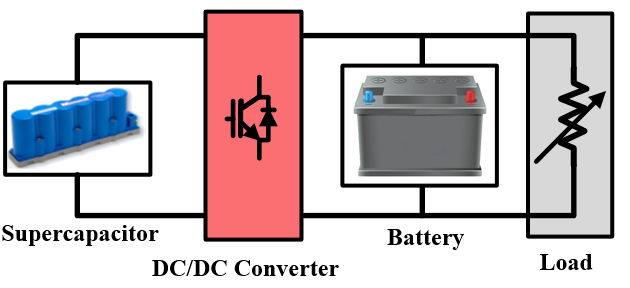 Supercapacitor
DC/DC Converter
Battery
Load